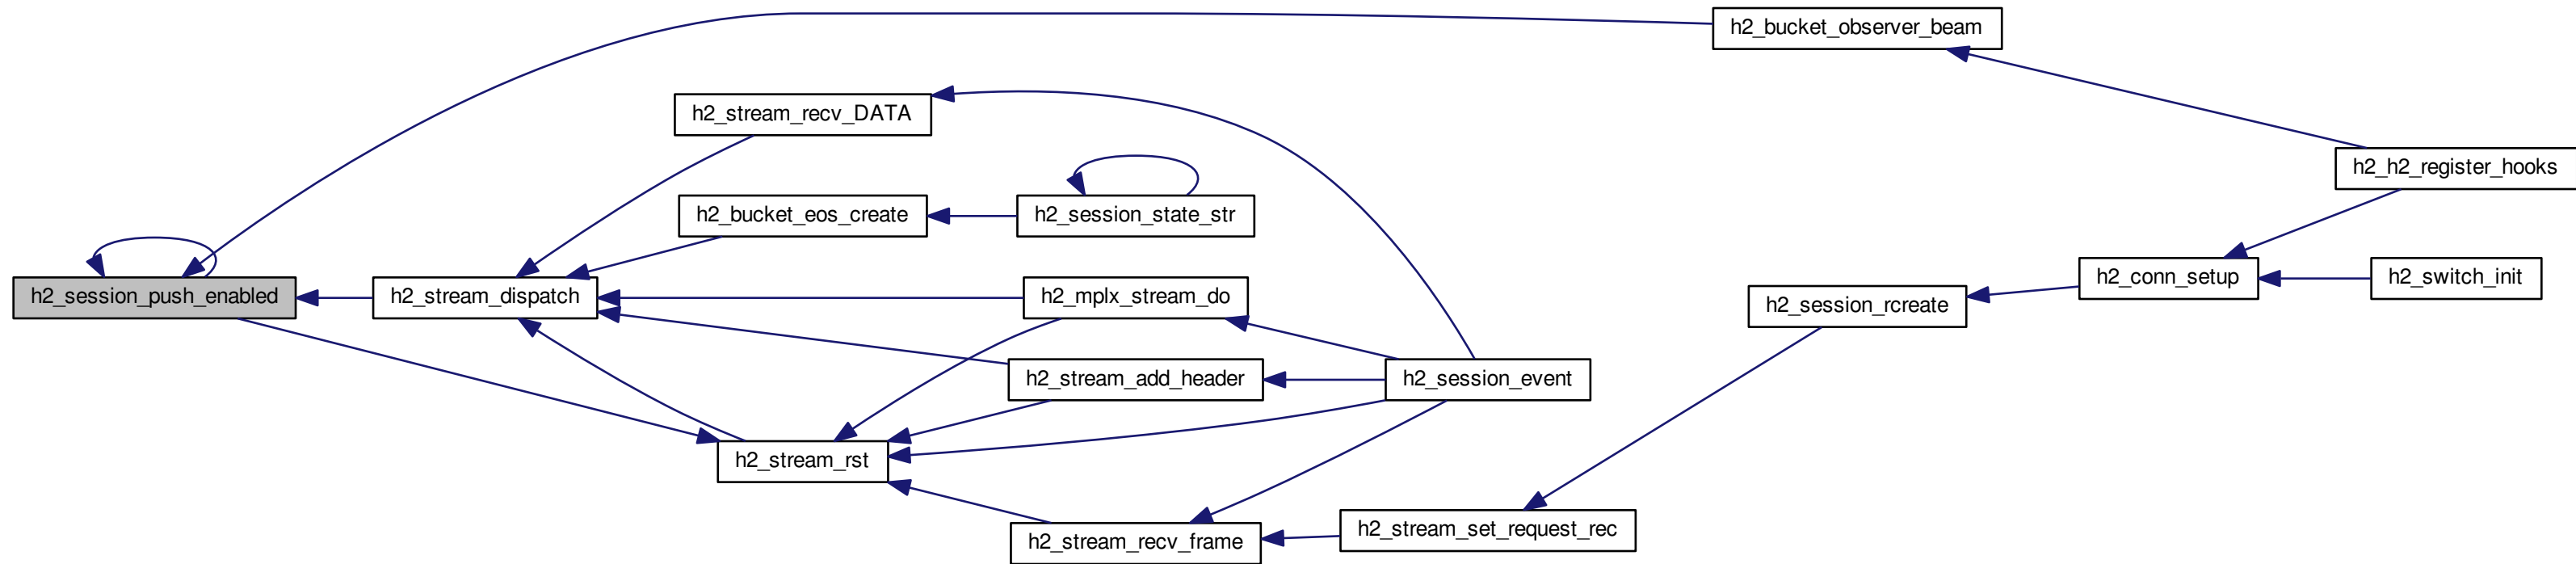 h2_bucket_observer_beam
h2_stream_recv_DATA
h2_h2_register_hooks
h2_bucket_eos_create
h2_session_state_str
h2_session_push_enabled
h2_stream_dispatch
h2_mplx_stream_do
h2_session_rcreate
h2_conn_setup
h2_switch_init
h2_stream_add_header
h2_session_event
h2_stream_rst
h2_stream_recv_frame
h2_stream_set_request_rec